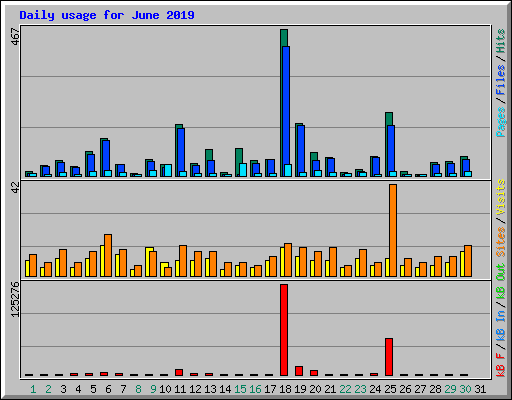 Daily usage for June 2019
467
Pages / Files / Hits
42
Sites / Visits
125276
kB F / kB In / kB Out
1 2 3 4 5 6 7 8 9 10 11 12 13 14 15 16 17 18 19 20 21 22 23 24 25 26 27 28 29 30 31